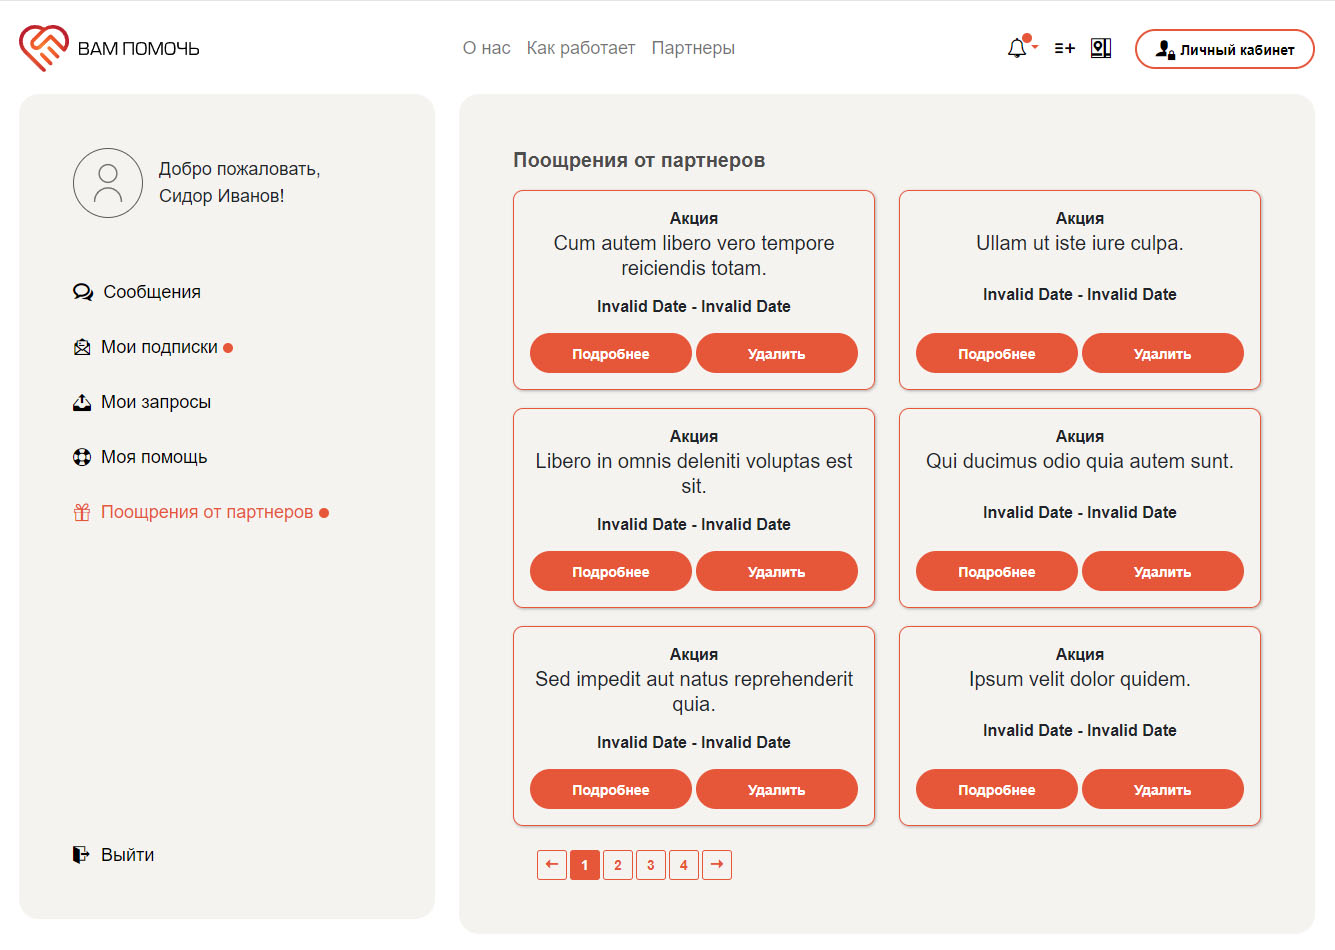 ВАМ ПОМОЧЬ
О нас Как работает Партнеры
Личный кабинет
Добро пожаловать,
Сидор Иванов!
Сообщения
Мои подписки
Мои запросы
Моя помощь
Поощрения от партнеров
Выйти
Поощрения от партнеров
Акция
Cum autem libero vero tempore
reiciendis totam.
Invalid Date - Invalid Date
Подробнее Удалить
Акция
Ullam ut iste iure culpa.
Invalid Date - Invalid Date
Подробнее Удалить
Акция
Libero in omnis deleniti voluptas est
sit.
Invalid Date - Invalid Date
Подробнее Удалить
Акция
Qui ducimus odio quia autem sunt.
Invalid Date - Invalid Date
Подробнее Удалить
Акция
Sed impedit aut natus reprehenderit
quia.
Invalid Date - Invalid Date
Подробнее Удалить
Акция
Ipsum velit dolor quidem.
Invalid Date - Invalid Date
Подробнее Удалить
← 1 2 3 4 →